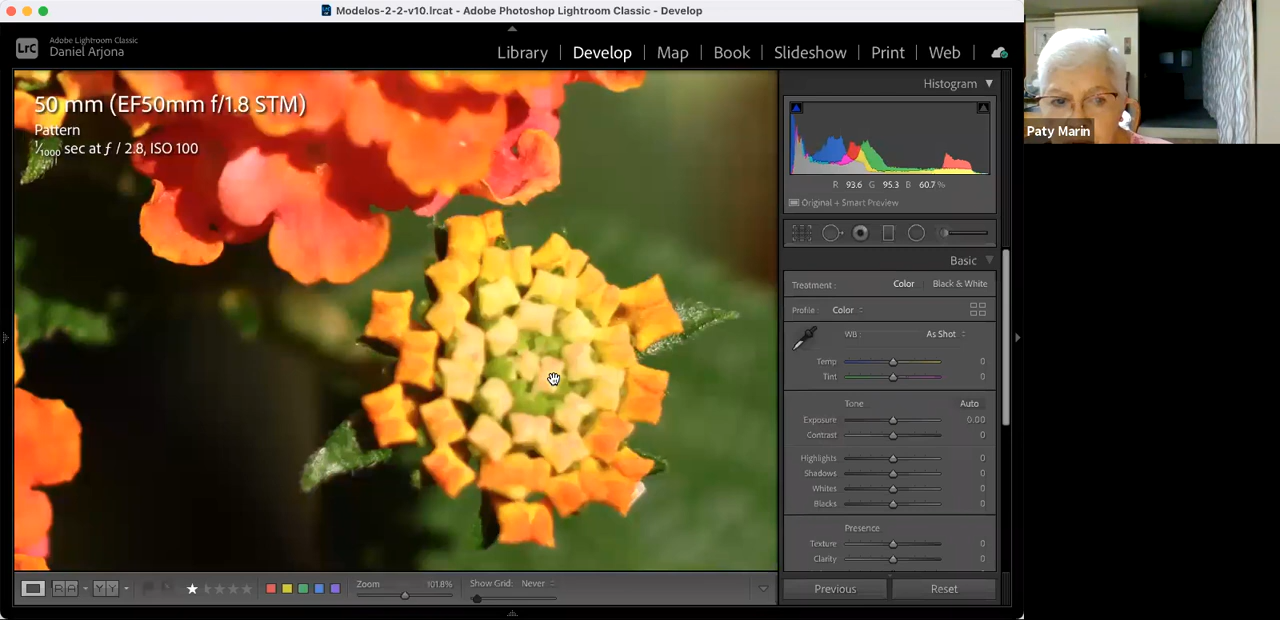 Modelos-2-2-v10.lrcat - Adobe Photoshop Lightroom Classic - Develop
LrC
Adobe Lightroom Classic
Daniel Arjona
Library | Develop | Map | Book | Slideshow | Print | Web |
50 mm (EF50mm f/1.8 STM)
Pattern
1/1000 sec at ƒ / 2.8, ISO 100
Histogram
R 93.6 G 95.3 B 60.7 %
Original + Smart Preview
Basic
Treatment : Color | Black & White
Profile : Color
WB : As Shot
Temp 0
Tint 0
Tone Auto
Exposure 0.00
Contrast 0
Highlights 0
Shadows 0
Whites 0
Blacks 0
Presence
Texture 0
Clarity 0
R A Y Y
Zoom 101.8%
Show Grid: Never
Previous Reset
Paty Marin